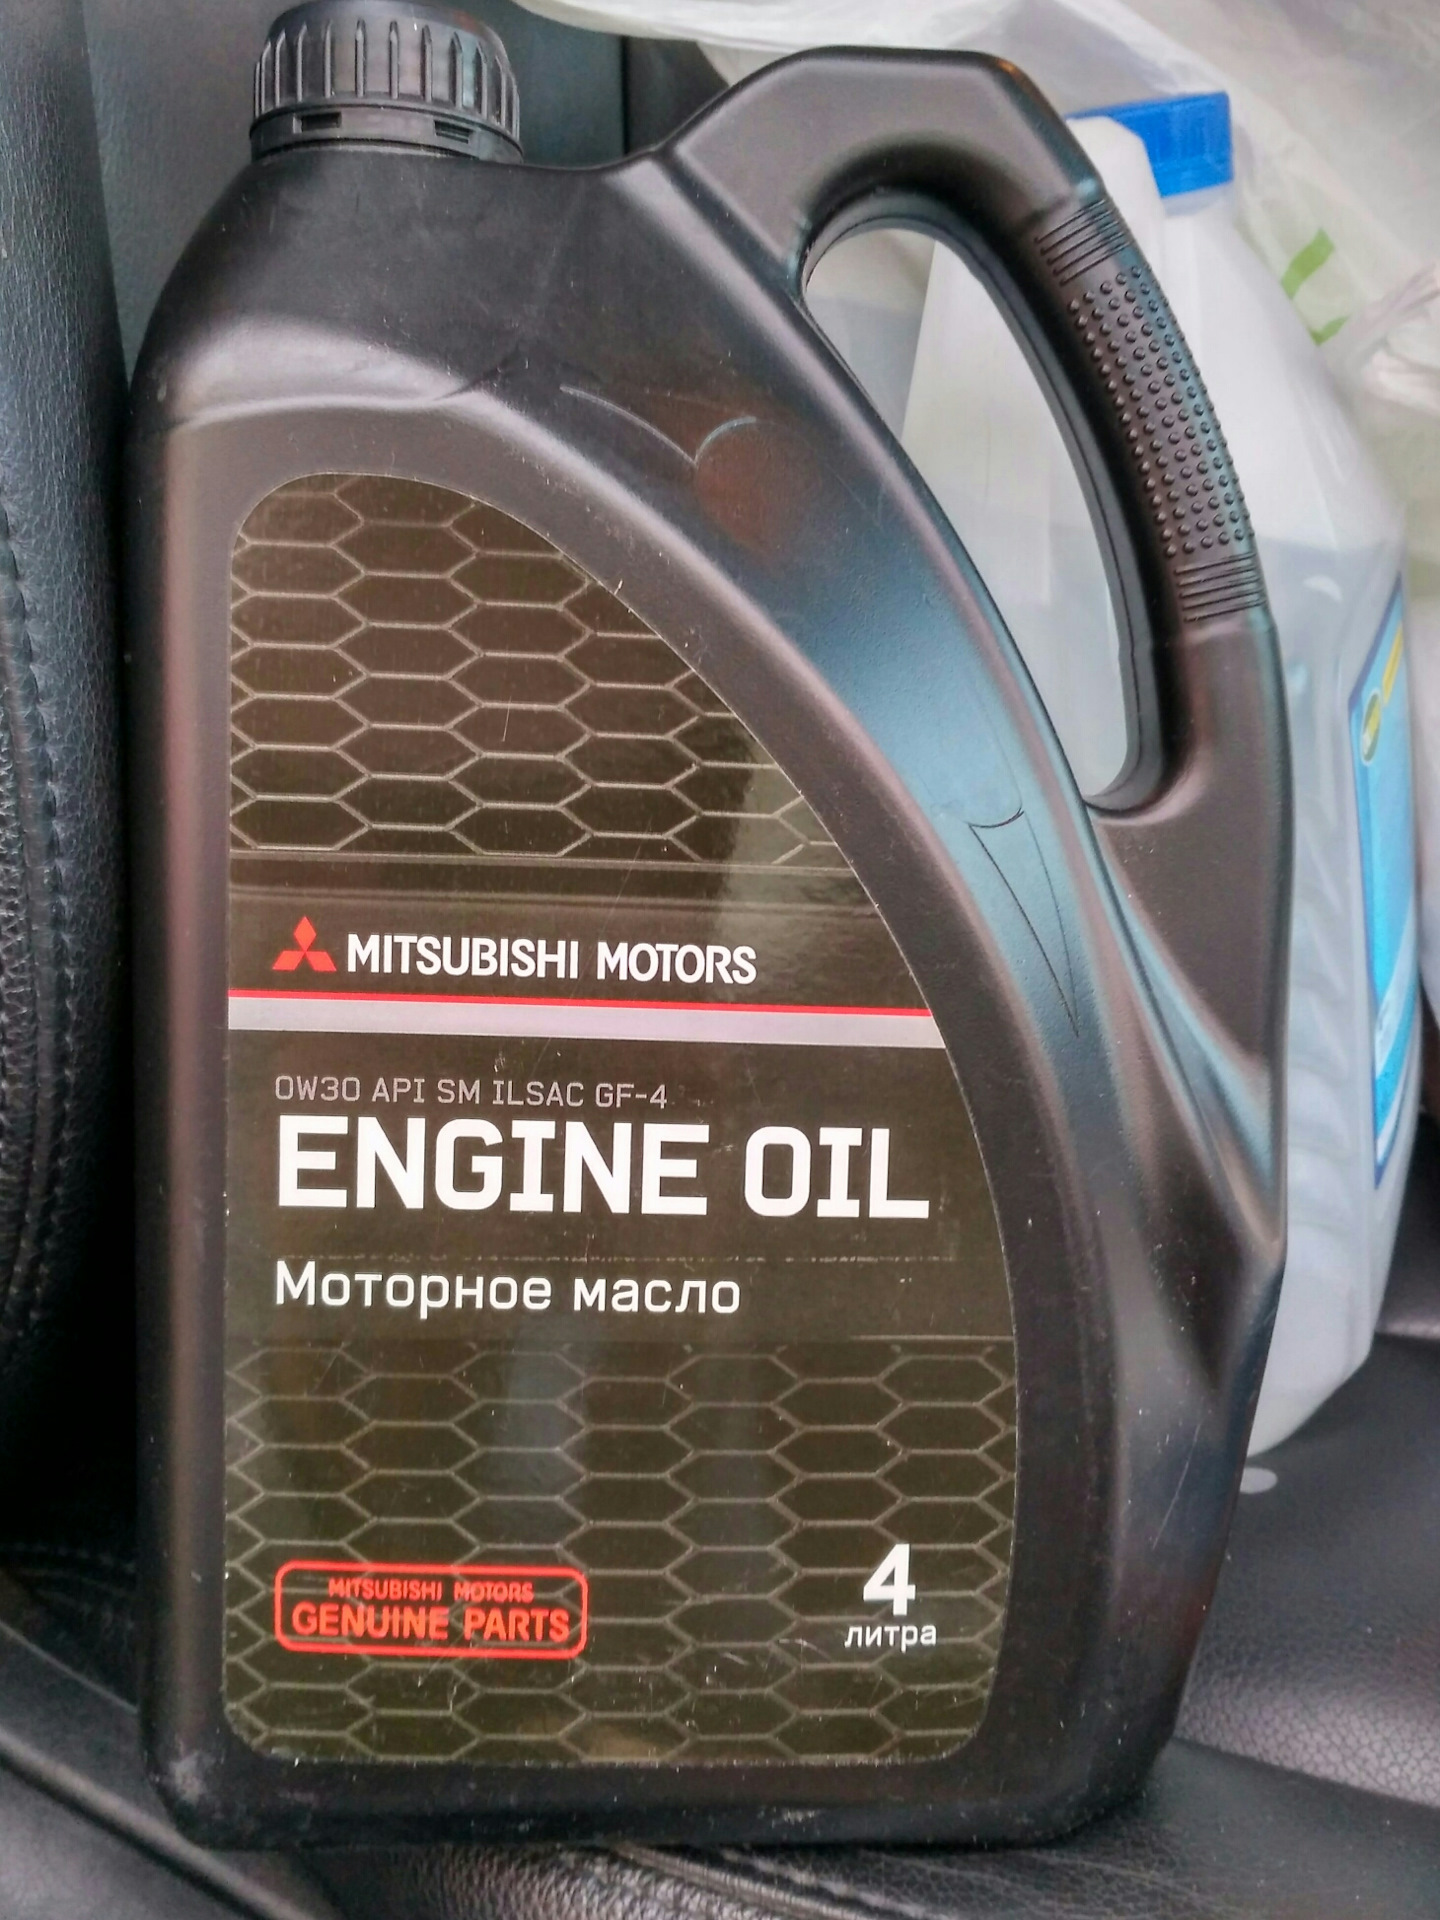 MITSUBISHI MOTORS
0W30 API SM ILSAC GF-4
ENGINE OIL
Моторное масло
MITSUBISHI MOTORS
GENUINE PARTS
4
литра